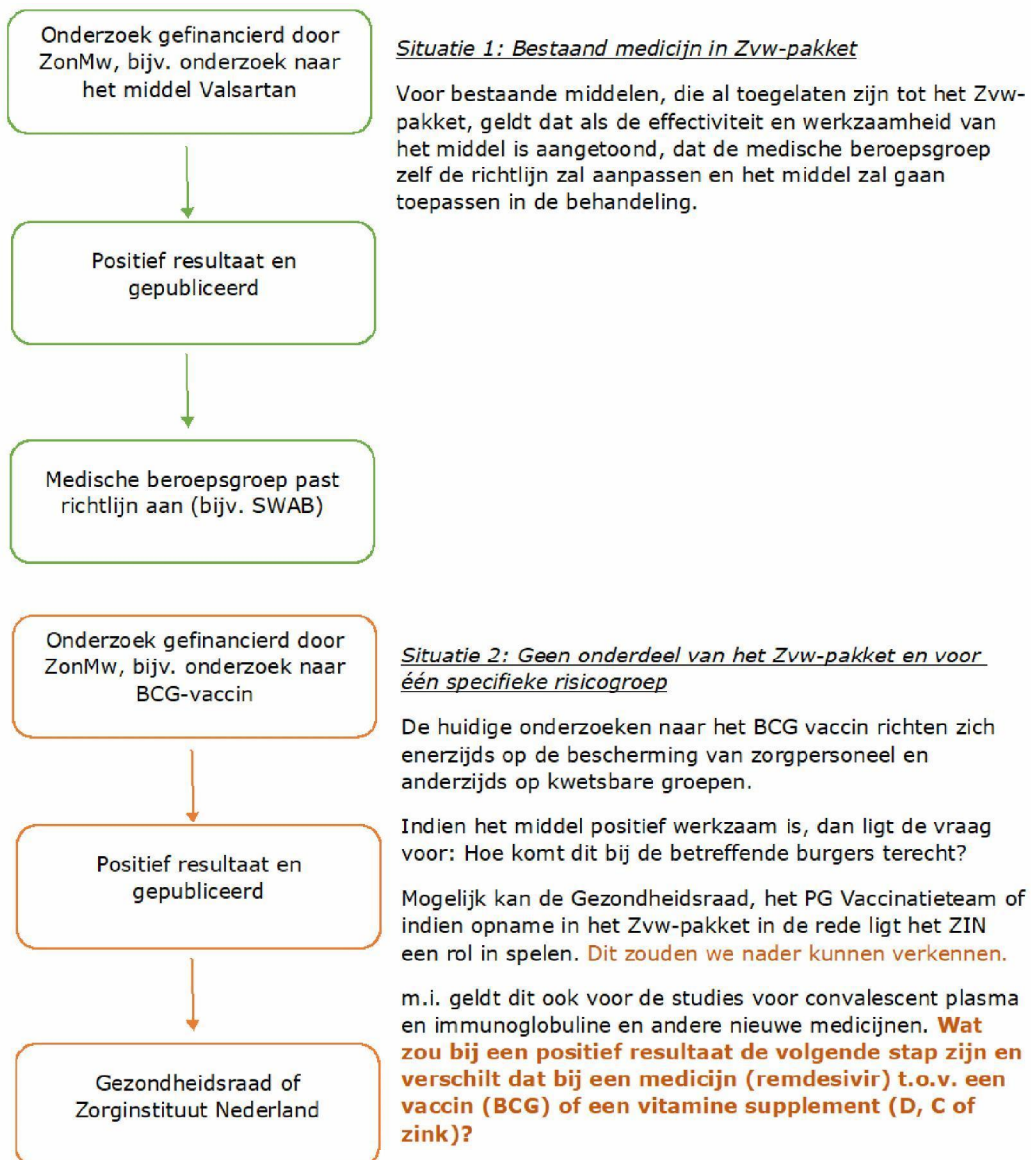 Onderzoek gefinancierd door
ZonMw, bijv. onderzoek naar
het middel Valsartan
Situatie 1: Bestaand medicijn in Zvw-pakket
Voor bestaande middelen, die al toegelaten zijn tot het Zvw-
pakket, geldt dat als de effectiviteit en werkzaamheid van
het middel is aangetoond, dat de medische beroepsgroep
zelf de richtlijn zal aanpassen en het middel zal gaan
toepassen in de behandeling.
Positief resultaat en
gepubliceerd
Medische beroepsgroep past
richtlijn aan (bijv. SWAB)
Onderzoek gefinancierd door
ZonMw, bijv. onderzoek naar
BCG-vaccin
Situatie 2: Geen onderdeel van het Zvw-pakket en voor
één specifieke risicogroep
De huidige onderzoeken naar het BCG vaccin richten zich
enerzijds op de bescherming van zorgpersoneel en
anderzijds op kwetsbare groepen.
Indien het middel positief werkzaam is, dan ligt de vraag
voor: Hoe komt dit bij de betreffende burgers terecht?
Positief resultaat en
gepubliceerd
Mogelijk kan de Gezondheidsraad, het PG Vaccinatieteam of
indien opname in het Zvw-pakket in de rede ligt het ZIN
een rol in spelen. Dit zouden we nader kunnen verkennen.
m.i. geldt dit ook voor de studies voor convalescent plasma
en immunoglobuline en andere nieuwe medicijnen. Wat
zou bij een positief resultaat de volgende stap zijn en
verschilt dat bij een medicijn (remdesivir) t.o.v. een
vaccin (BCG) of een vitamine supplement (D, C of
zink)?
Gezondheidsraad of
Zorginstituut Nederland